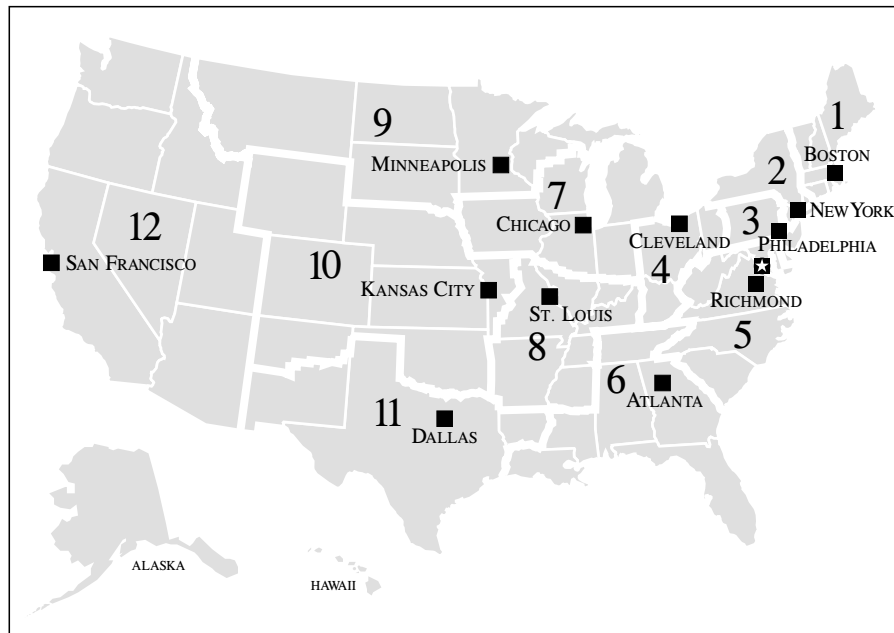 1
9
BOSTON
MINNEAPOLIS
2
7
NEW YORK
12
CHICAGO
3
CLEVELAND
PHILADELPHIA
SAN FRANCISCO
10
4
KANSAS CITY
ST. LOUIS
RICHMOND
8
5
6
ATLANTA
11
DALLAS
ALASKA
HAWAII